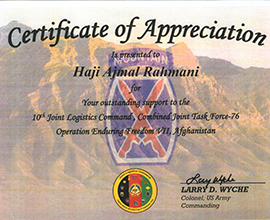 Certificate of Appreciation
MOUNTAIN
Is presented to
Haji Ajmal Rahmani
for
Your outstanding support to the
10th Joint Logistics Command, Combined Joint Task Force-76
Operation Enduring Freedom VII, Afghanistan
LARRY D. WYCHE
Colonel, US Army
Commanding